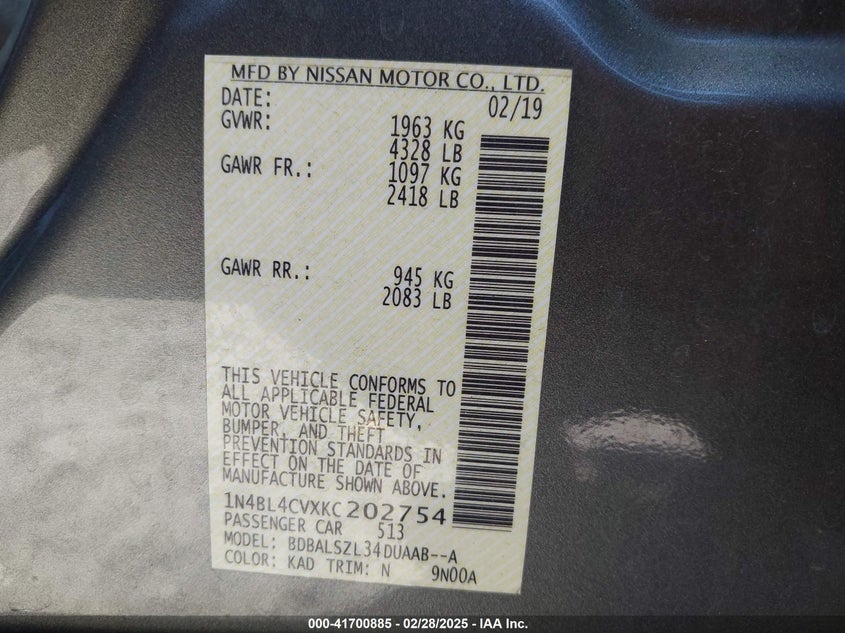 MFD BY NISSAN MOTOR CO., LTD.
DATE: 02/19
GVWR: 1963 KG
4328 LB
GAWR FR.: 1097 KG
2418 LB
GAWR RR.: 945 KG
2083 LB
THIS VEHICLE CONFORMS TO
ALL APPLICABLE FEDERAL
MOTOR VEHICLE SAFETY,
BUMPER, AND THEFT
PREVENTION STANDARDS IN
EFFECT ON THE DATE OF
MANUFACTURE SHOWN ABOVE.
1N4BL4CVXKC202754
PASSENGER CAR 513
MODEL: BDBALSZL34DUAAB--A
COLOR: KAD TRIM: N 9N00A
000-41700885 / 02/28/2025 / IAA Inc.